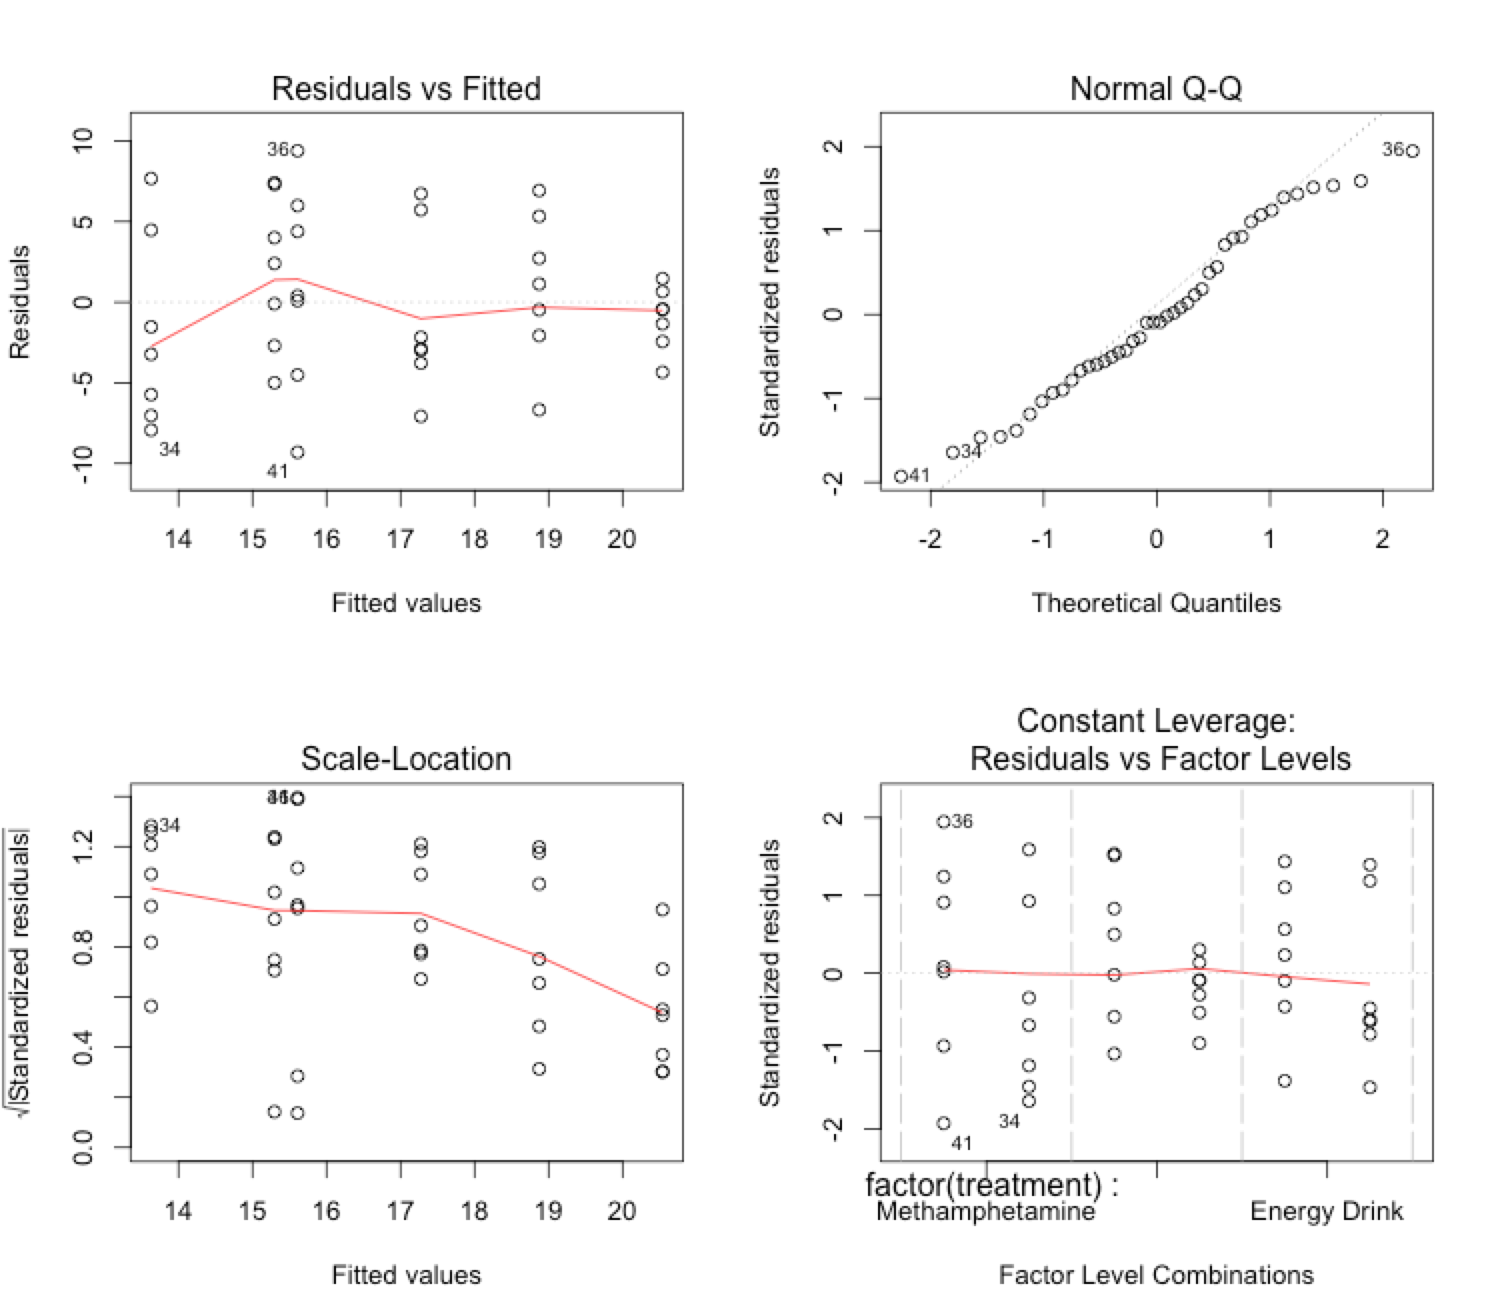 Residuals vs Fitted
Residuals
10
5
0
-5
-10
36
34
41
14 15 16 17 18 19 20
Fitted values
Normal Q-Q
Standardized residuals
2
1
0
-1
-2
36
34
41
-2 -1 0 1 2
Theoretical Quantiles
Scale-Location
√|Standardized residuals|
1.2
0.8
0.4
0.0
34
14 15 16 17 18 19 20
Fitted values
Constant Leverage:
Residuals vs Factor Levels
Standardized residuals
2
1
0
-1
-2
36
34
41
factor(treatment) :
Methamphetamine Energy Drink
Factor Level Combinations